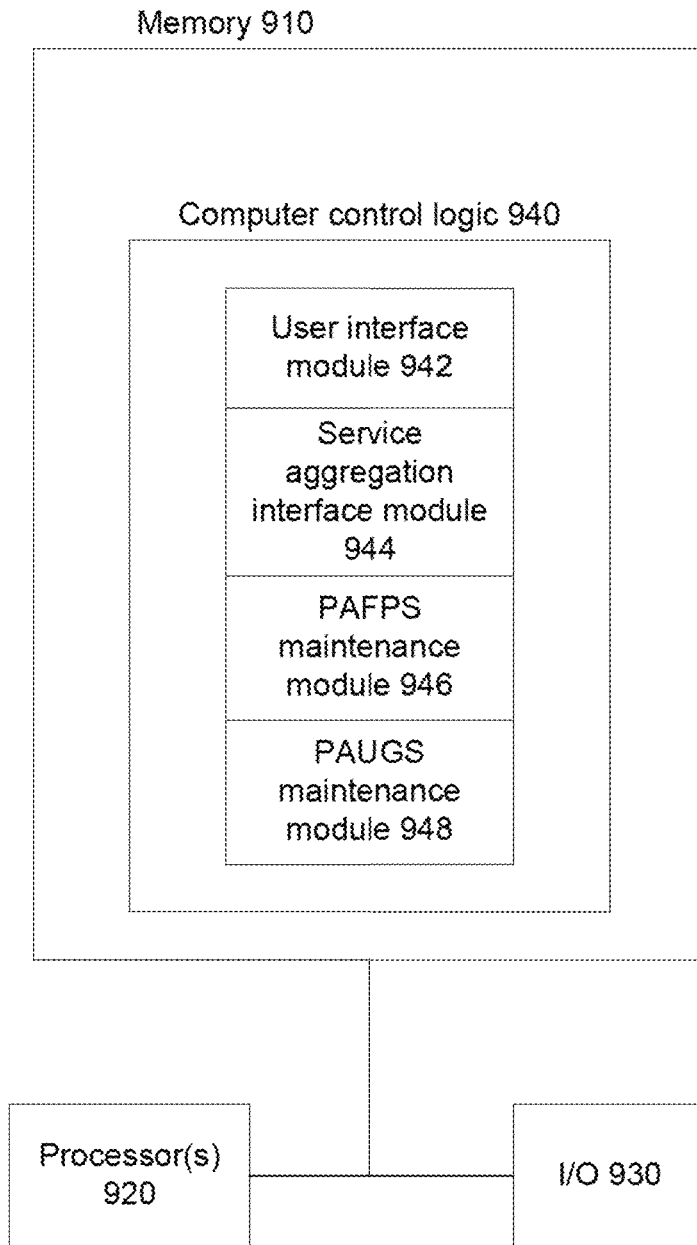 Memory 910
Computer control logic 940
User interface
module 942
Service
aggregation
interface module
944
PAFPS
maintenance
module 946
PAUGS
maintenance
module 948
Processor(s)
920
I/O 930